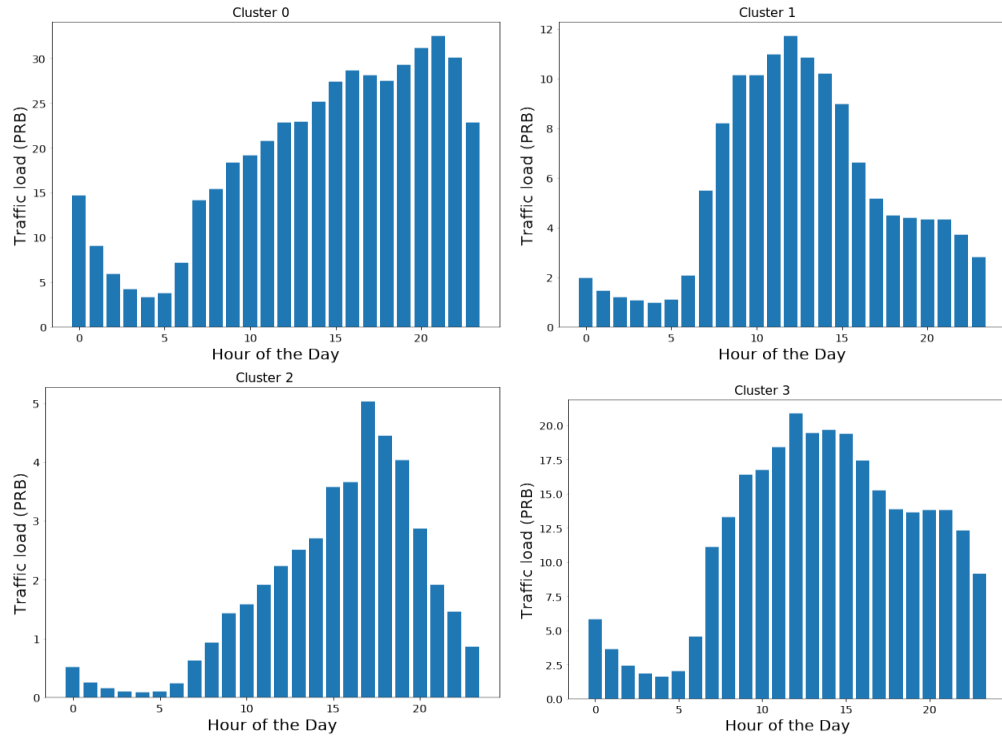 Cluster 0
30
25
20
15
10
5
0
Traffic load (PRB)
0 5 10 15 20
Hour of the Day
Cluster 1
12
10
8
6
4
2
0
Traffic load (PRB)
0 5 10 15 20
Hour of the Day
Cluster 2
5
4
3
2
1
0
Traffic load (PRB)
0 5 10 15 20
Hour of the Day
Cluster 3
20.0
17.5
15.0
12.5
10.0
7.5
5.0
2.5
0.0
Traffic load (PRB)
0 5 10 15 20
Hour of the Day